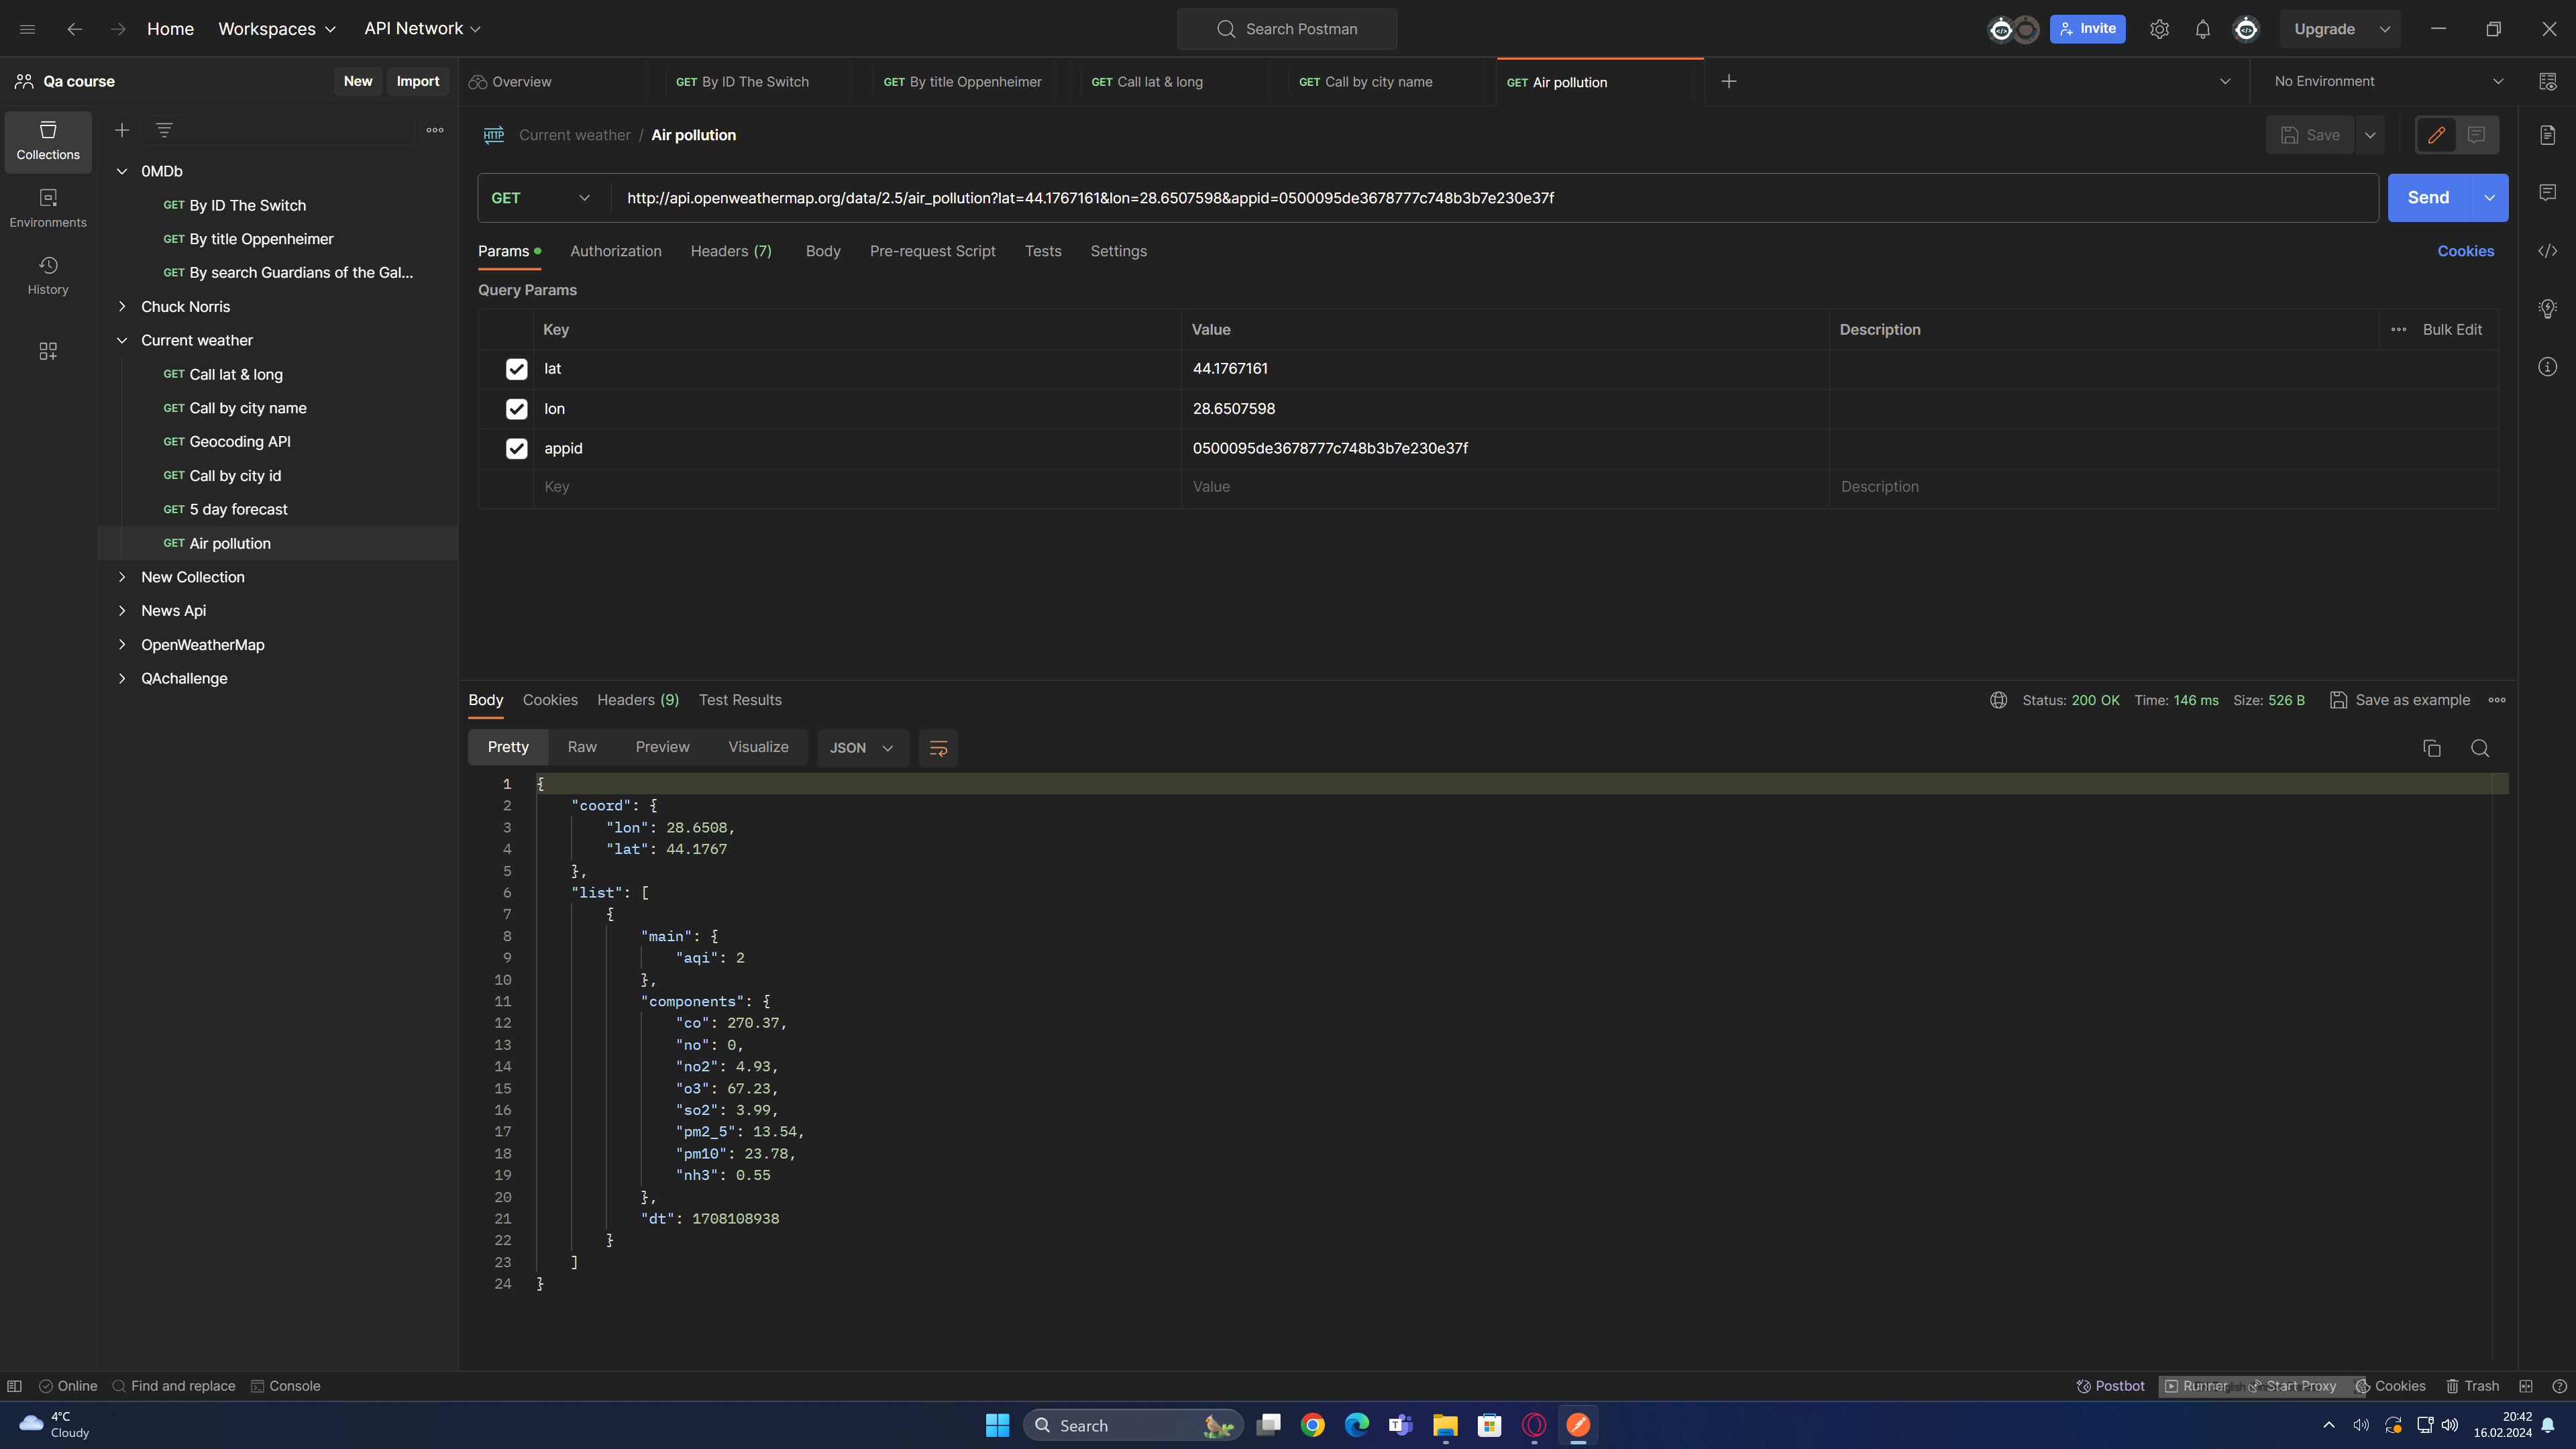 Home Workspaces API Network Search Postman Invite Upgrade
Qa course New Import Overview GET By ID The Switch GET By title Oppenheimer GET Call lat & long GET Call by city name GET Air pollution No Environment
Collections
Environments
History
0MDb
GET By ID The Switch
GET By title Oppenheimer
GET By search Guardians of the Gal...
Chuck Norris
Current weather
GET Call lat & long
GET Call by city name
GET Geocoding API
GET Call by city id
GET 5 day forecast
GET Air pollution
New Collection
News Api
OpenWeatherMap
QAchallenge
HTTP Current weather / Air pollution Save
GET http://api.openweathermap.org/data/2.5/air_pollution?lat=44.1767161&lon=28.6507598&appid=0500095de3678777c748b3b7e230e37f Send
Params Authorization Headers (7) Body Pre-request Script Tests Settings Cookies
Query Params
Key Value Description Bulk Edit
lat 44.1767161
lon 28.6507598
appid 0500095de3678777c748b3b7e230e37f
Key Value Description
Body Cookies Headers (9) Test Results Status: 200 OK Time: 146 ms Size: 526 B Save as example
Pretty Raw Preview Visualize JSON
1 {
2 "coord": {
3 "lon": 28.6508,
4 "lat": 44.1767
5 },
6 "list": [
7 {
8 "main": {
9 "aqi": 2
10 },
11 "components": {
12 "co": 270.37,
13 "no": 0,
14 "no2": 4.93,
15 "o3": 67.23,
16 "so2": 3.99,
17 "pm2_5": 13.54,
18 "pm10": 23.78,
19 "nh3": 0.55
20 },
21 "dt": 1708108938
22 }
23 ]
24 }
Online Find and replace Console Postbot Runner Start Proxy Cookies Trash
4°C
Cloudy
Search
20:42
16.02.2024